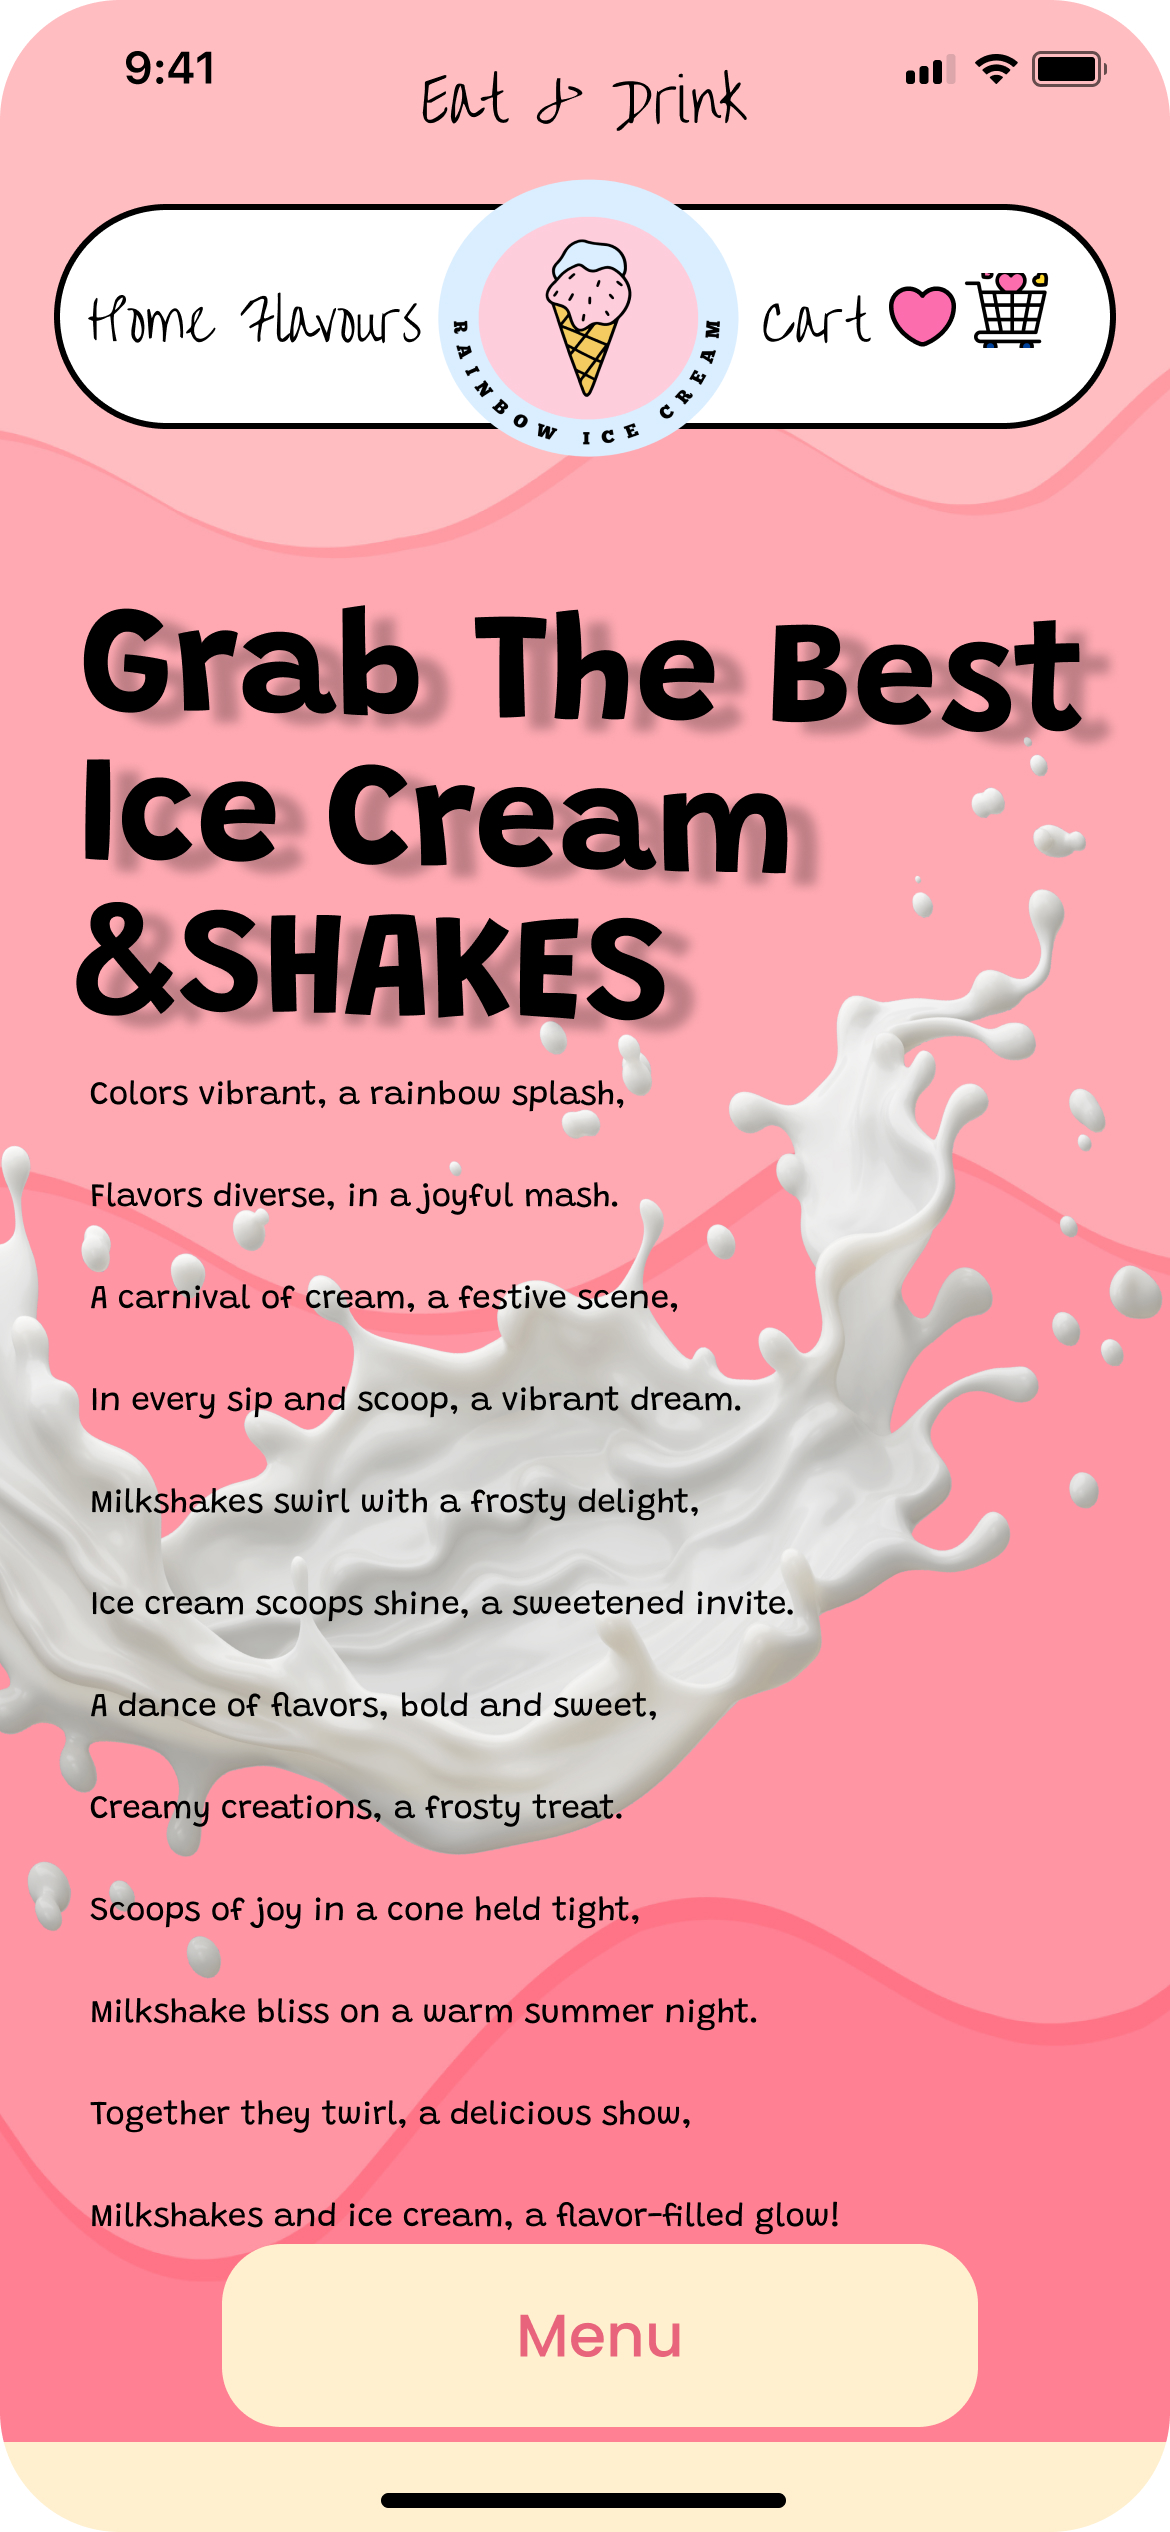 9:41
Eat & Drink
Home Flavours
Cart
RAINBOW ICE CREAM
Grab The Best
Ice Cream
&SHAKES
Colors vibrant, a rainbow splash,
Flavors diverse, in a joyful mash.
A carnival of cream, a festive scene,
In every sip and scoop, a vibrant dream.
Milkshakes swirl with a frosty delight,
Ice cream scoops shine, a sweetened invite.
A dance of flavors, bold and sweet,
Creamy creations, a frosty treat.
Scoops of joy in a cone held tight,
Milkshake bliss on a warm summer night.
Together they twirl, a delicious show,
Milkshakes and ice cream, a flavor-filled glow!
Menu